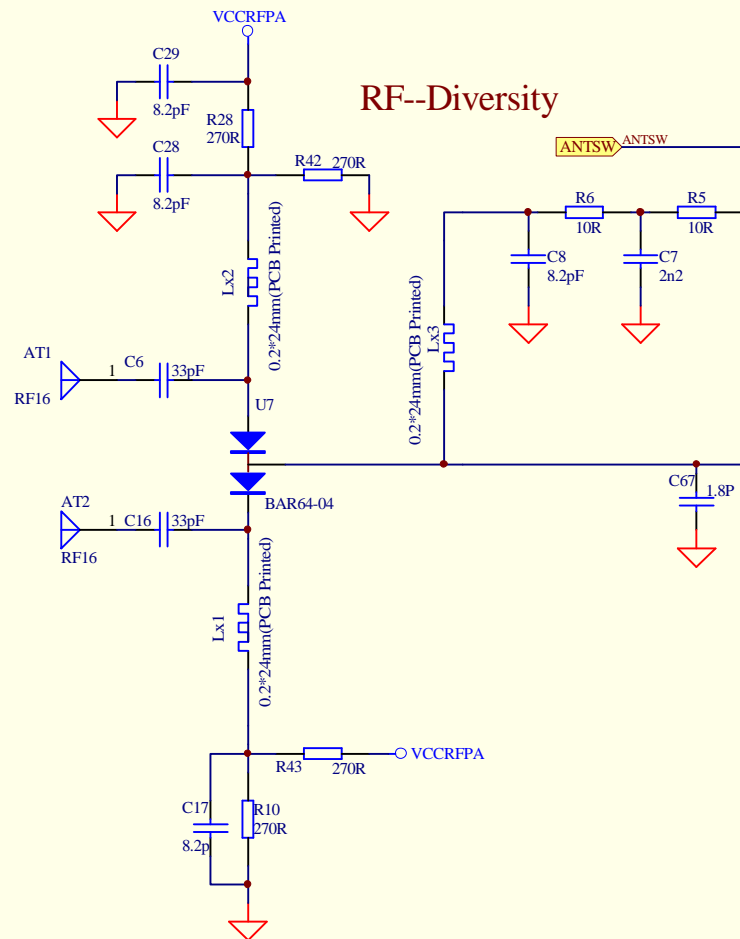 VCCRFPA
C29
8.2pF
RF--Diversity
R28
270R
ANTSW
ANTSW
C28
8.2pF
R42
270R
R6
10R
R5
10R
C8
8.2pF
C7
2n2
Lx2
0.2*24mm(PCB Printed)
Lx3
0.2*24mm(PCB Printed)
AT1
1
C6
33pF
RF16
U7
BAR64-04
C67
1.8P
AT2
1
C16
33pF
RF16
Lx1
0.2*24mm(PCB Printed)
R43
270R
VCCRFPA
C17
8.2p
R10
270R